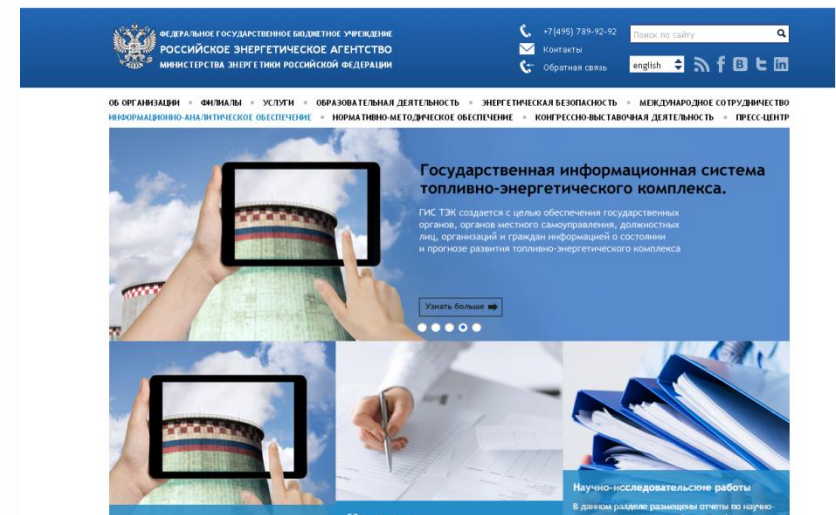 ФЕДЕРАЛЬНОЕ ГОСУДАРСТВЕННОЕ БЮДЖЕТНОЕ УЧРЕЖДЕНИЕ
РОССИЙСКОЕ ЭНЕРГЕТИЧЕСКОЕ АГЕНТСТВО
МИНИСТЕРСТВА ЭНЕРГЕТИКИ РОССИЙСКОЙ ФЕДЕРАЦИИ
+7(495) 789-92-92
Контакты
Обратная связь
Поиск по сайту
english
ОБ ОРГАНИЗАЦИИ ФИЛИАЛЫ УСЛУГИ ОБРАЗОВАТЕЛЬНАЯ ДЕЯТЕЛЬНОСТЬ ЭНЕРГЕТИЧЕСКАЯ БЕЗОПАСНОСТЬ МЕЖДУНАРОДНОЕ СОТРУДНИЧЕСТВО
ИНФОРМАЦИОННО-АНАЛИТИЧЕСКОЕ ОБЕСПЕЧЕНИЕ НОРМАТИВНО-МЕТОДИЧЕСКОЕ ОБЕСПЕЧЕНИЕ КОНГРЕССНО-ВЫСТАВОЧНАЯ ДЕЯТЕЛЬНОСТЬ ПРЕСС-ЦЕНТР
Государственная информационная система
топливно-энергетического комплекса.
ГИС ТЭК создается с целью обеспечения государственных
органов, органов местного самоуправления, должностных
лиц, организаций и граждан информацией о состоянии
и прогнозе развития топливно-энергетического комплекса
Узнать больше
Научно-исследовательские работы
В данном разделе размещены отчеты по научно-